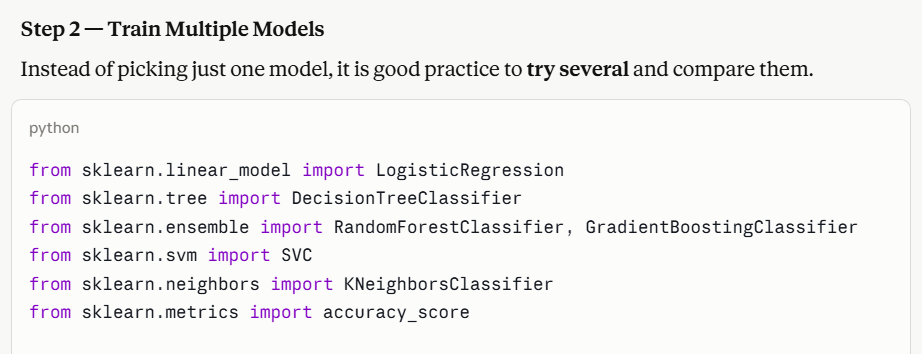 Step 2 — Train Multiple Models
Instead of picking just one model, it is good practice to try several and compare them.
python
from sklearn.linear_model import LogisticRegression
from sklearn.tree import DecisionTreeClassifier
from sklearn.ensemble import RandomForestClassifier, GradientBoostingClassifier
from sklearn.svm import SVC
from sklearn.neighbors import KNeighborsClassifier
from sklearn.metrics import accuracy_score